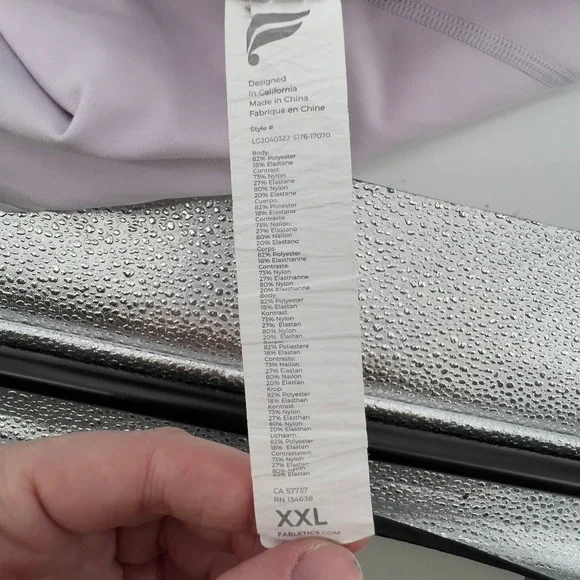 Designed
In California
Made in China
Fabriqué en Chine
Style #
LG2040322-5176-17070
Body:
82% Polyester
18% Elastane
Contrast:
73% Nylon
27% Elastane
80% Nylon
20% Elastane
Cuerpo:
82% Poliéster
18% Elastano
Contraste:
73% Nailon
27% Elastano
80% Nailon
20% Elastano
Corps:
82% Polyester
18% Elasthanne
Contraste:
73% Nylon
27% Elasthanne
80% Nylon
20% Elasthanne
Body:
82% Polyester
18% Elastan
Kontrast:
73% Nylon
27% Elastan
80% Nylon
20% Elastan
82% Poliestere
18% Elastan
Contrasto:
73% Nailon
27% Elastan
80% Nailon
20% Elastan
Krop:
82% Polyester
18% Elasthan
Kontrast:
73% Nylon
27% Elasthan
80% Nylon
20% Elasthan
Lichaam:
82% Polyester
18% Elastan
Contrasteren:
73% Nylon
27% Elastan
80% Nylon
20% Elastan
CA 57737
RN 134638
XXL
FABLETICS.COM